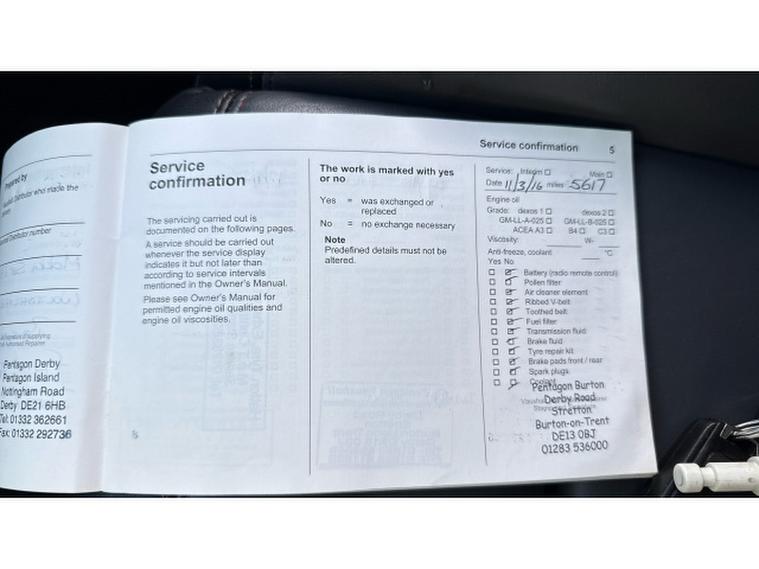 Prepared by
Distributor who made the
Distributor number
Pentagon Derby
Pentagon Island
Nottingham Road
Derby DE21 6HB
Tel: 01332 362661
Fax: 01332 292736
Service
confirmation
The servicing carried out is
documented on the following pages.
A service should be carried out
whenever the service display
indicates it but not later than
according to service intervals
mentioned in the Owner's Manual.
Please see Owner's Manual for
permitted engine oil qualities and
engine oil viscosities.
The work is marked with yes
or no
Yes = was exchanged or
replaced
No = no exchange necessary
Note
Predefined details must not be
altered.
Service confirmation 5
Service: Interim Main
Date 11/3/16 miles 5617
Engine oil
Grade: dexos 1 dexos 2
GM-LL-A-025 GM-LL-B-025
ACEA A3 B4 C3
Viscosity: W-
Anti-freeze, coolant °C
Yes No
Battery (radio remote control)
Pollen filter
Air cleaner element
Ribbed V-belt
Toothed belt
Fuel filter
Transmission fluid
Brake fluid
Tyre repair kit
Brake pads front / rear
Spark plugs
Coolant
Pentagon Burton
Derby Road
Stretton
Burton-on-Trent
DE13 0BJ
01283 536000